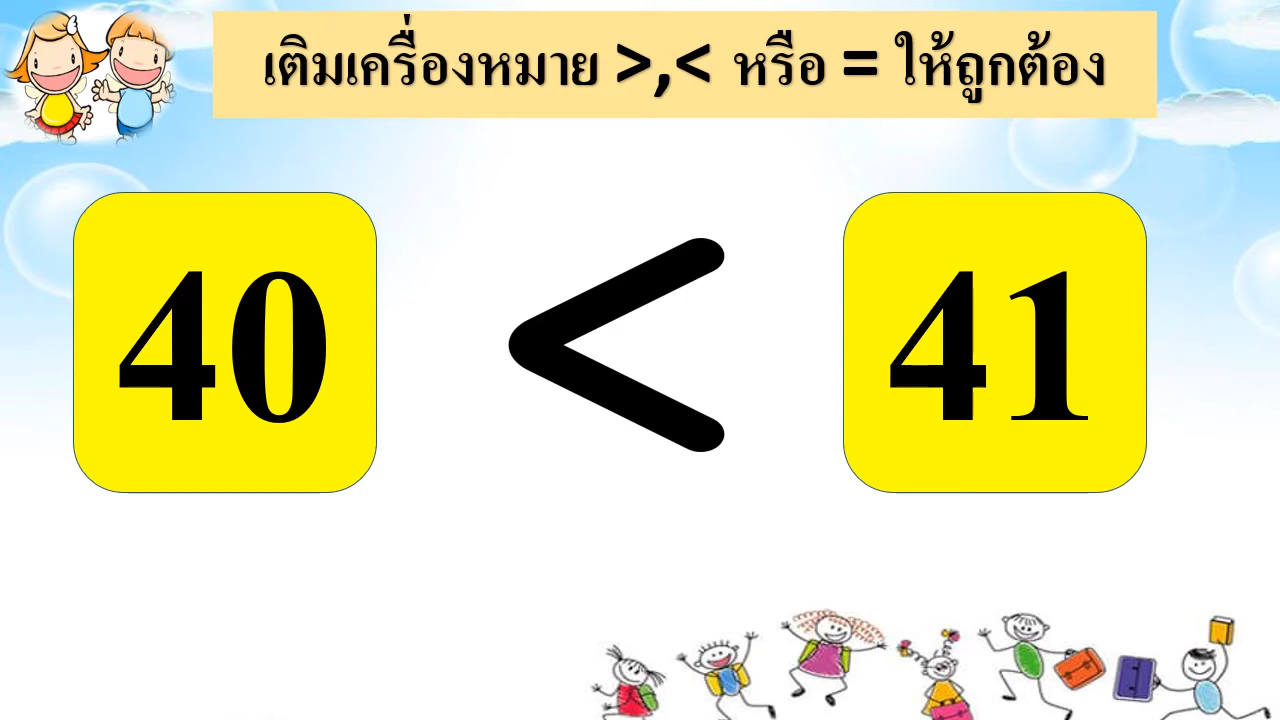 เติมเครื่องหมาย >,< หรือ = ให้ถูกต้อง
40 < 41